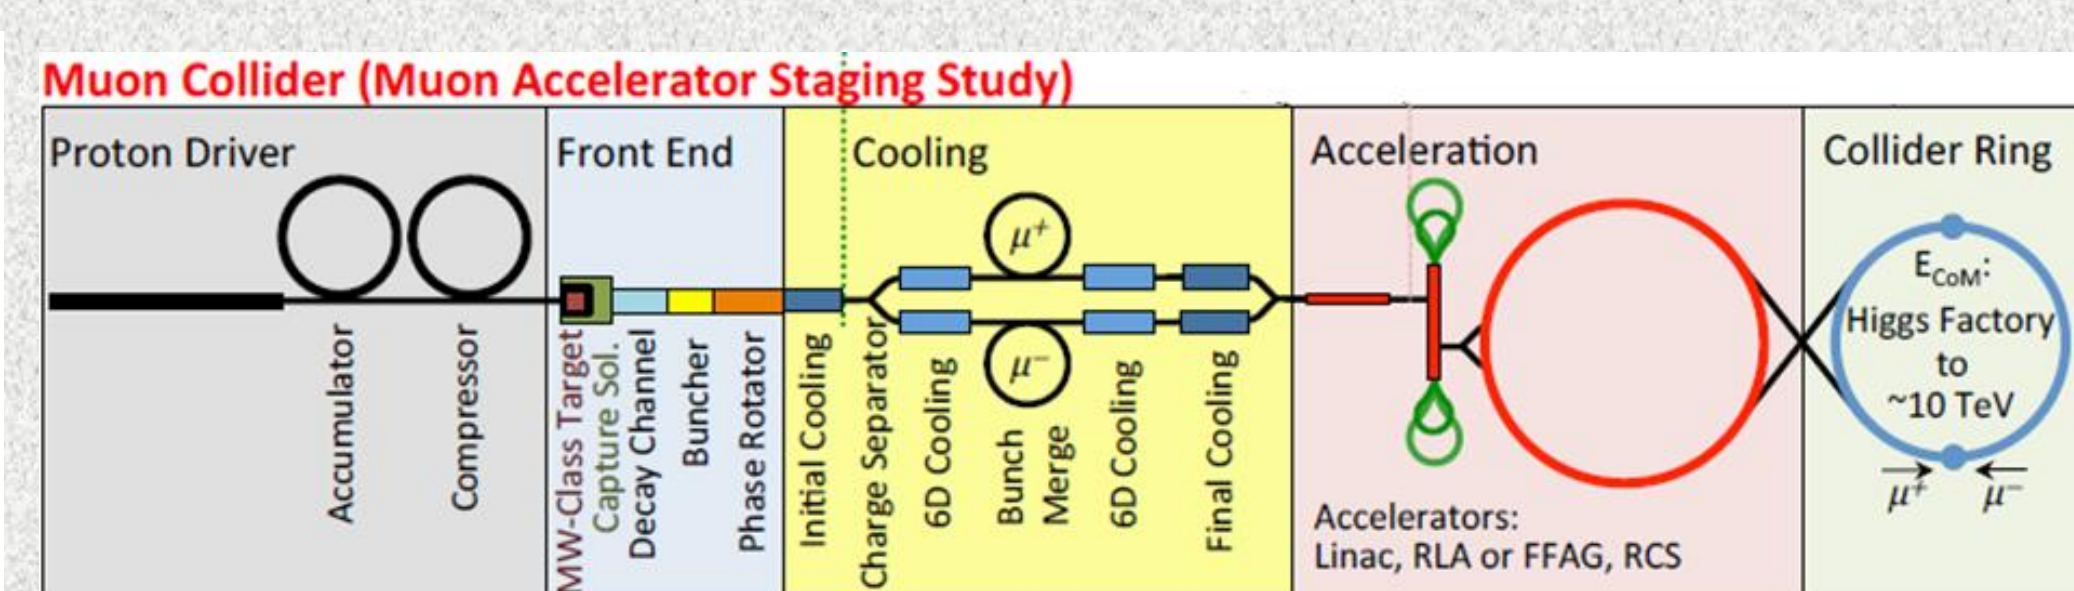 Muon Collider (Muon Accelerator Staging Study)
Proton Driver
Accumulator
Compressor
Front End
MW-Class Target
Capture Sol.
Decay Channel
Buncher
Phase Rotator
Cooling
Initial Cooling
Charge Separator
μ+
μ−
6D Cooling
Bunch
Merge
6D Cooling
Final Cooling
Acceleration
Accelerators:
Linac, RLA or FFAG, RCS
Collider Ring
ECoM:
Higgs Factory
to
~10 TeV
μ+ μ−